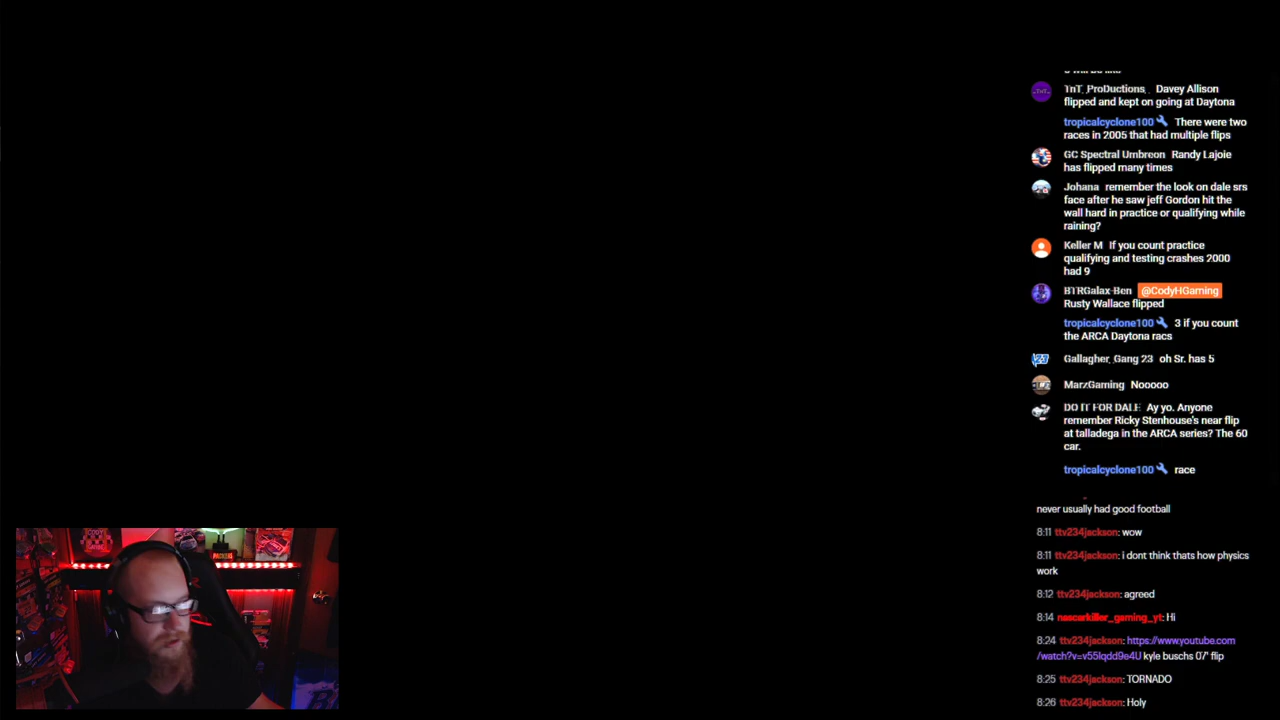 TnT_ProDuctions_ Davey Allison
flipped and kept on going at Daytona
tropicalcyclone100 There were two
races in 2005 that had multiple flips
GC Spectral Umbreon Randy Lajoie
has flipped many times
Johana remember the look on dale srs
face after he saw jeff Gordon hit the
wall hard in practice or qualifying while
raining?
Keller M If you count practice
qualifying and testing crashes 2000
had 9
BTRGalax-Ben @CodyHGaming
Rusty Wallace flipped
tropicalcyclone100 3 if you count
the ARCA Daytona racs
Gallagher_Gang 23 oh Sr. has 5
MarzGaming Nooooo
DO IT FOR DALE Ay yo. Anyone
remember Ricky Stenhouse's near flip
at talladega in the ARCA series? The 60
car.
tropicalcyclone100 race
never usually had good football
8:11 ttv234jackson: wow
8:11 ttv234jackson: i dont think thats how physics
work
8:12 ttv234jackson: agreed
8:14 nascarkiller_gaming_yt: Hi
8:24 ttv234jackson: https://www.youtube.com
/watch?v=v55lqdd9e4U kyle buschs 07' flip
8:25 ttv234jackson: TORNADO
8:26 ttv234jackson: Holy
PACKERS